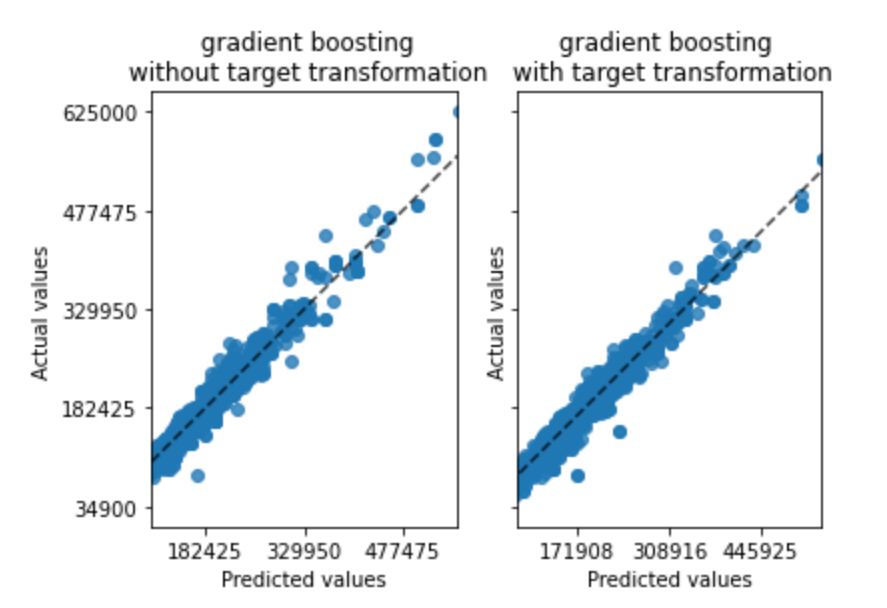 gradient boosting
without target transformation
gradient boosting
with target transformation
625000
477475
329950
182425
34900
Actual values
Actual values
182425 329950 477475
171908 308916 445925
Predicted values
Predicted values